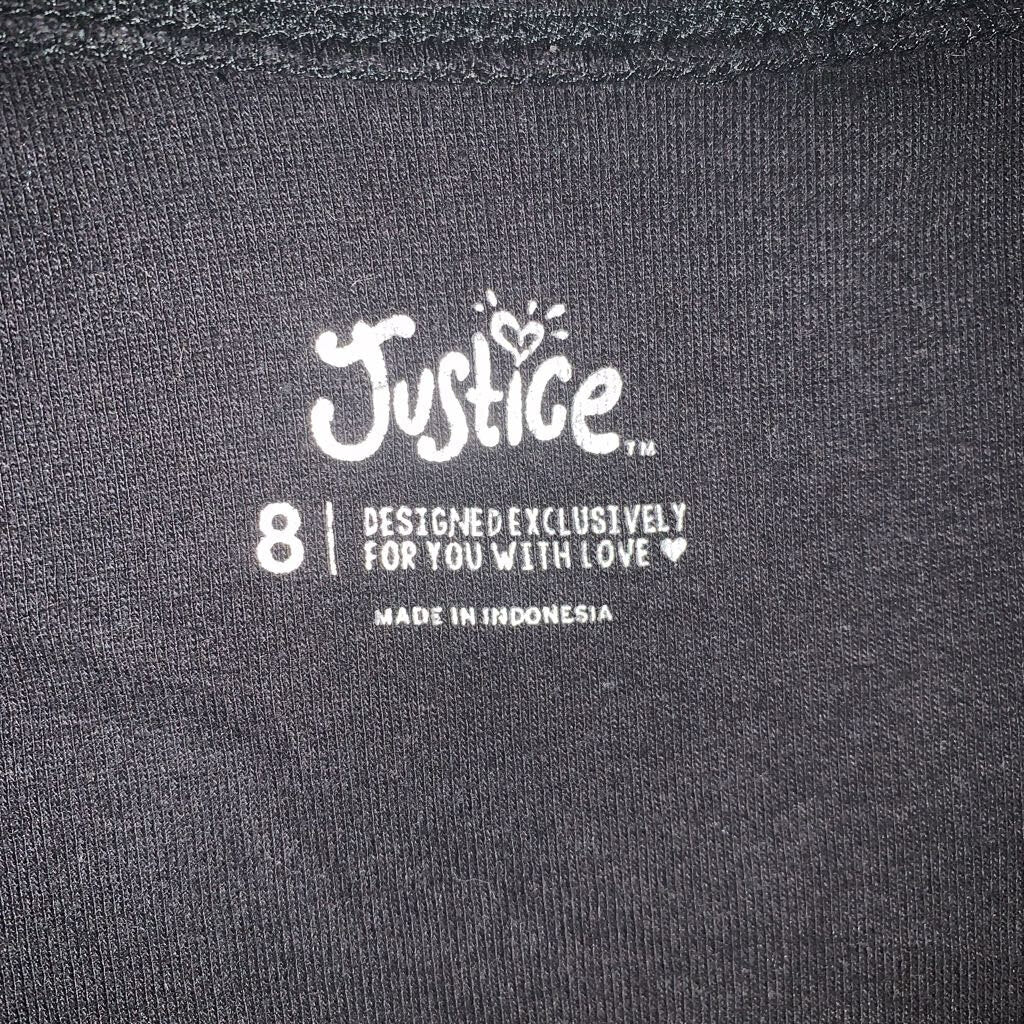 Justice™
8 | DESIGNED EXCLUSIVELY
FOR YOU WITH LOVE ♥
MADE IN INDONESIA